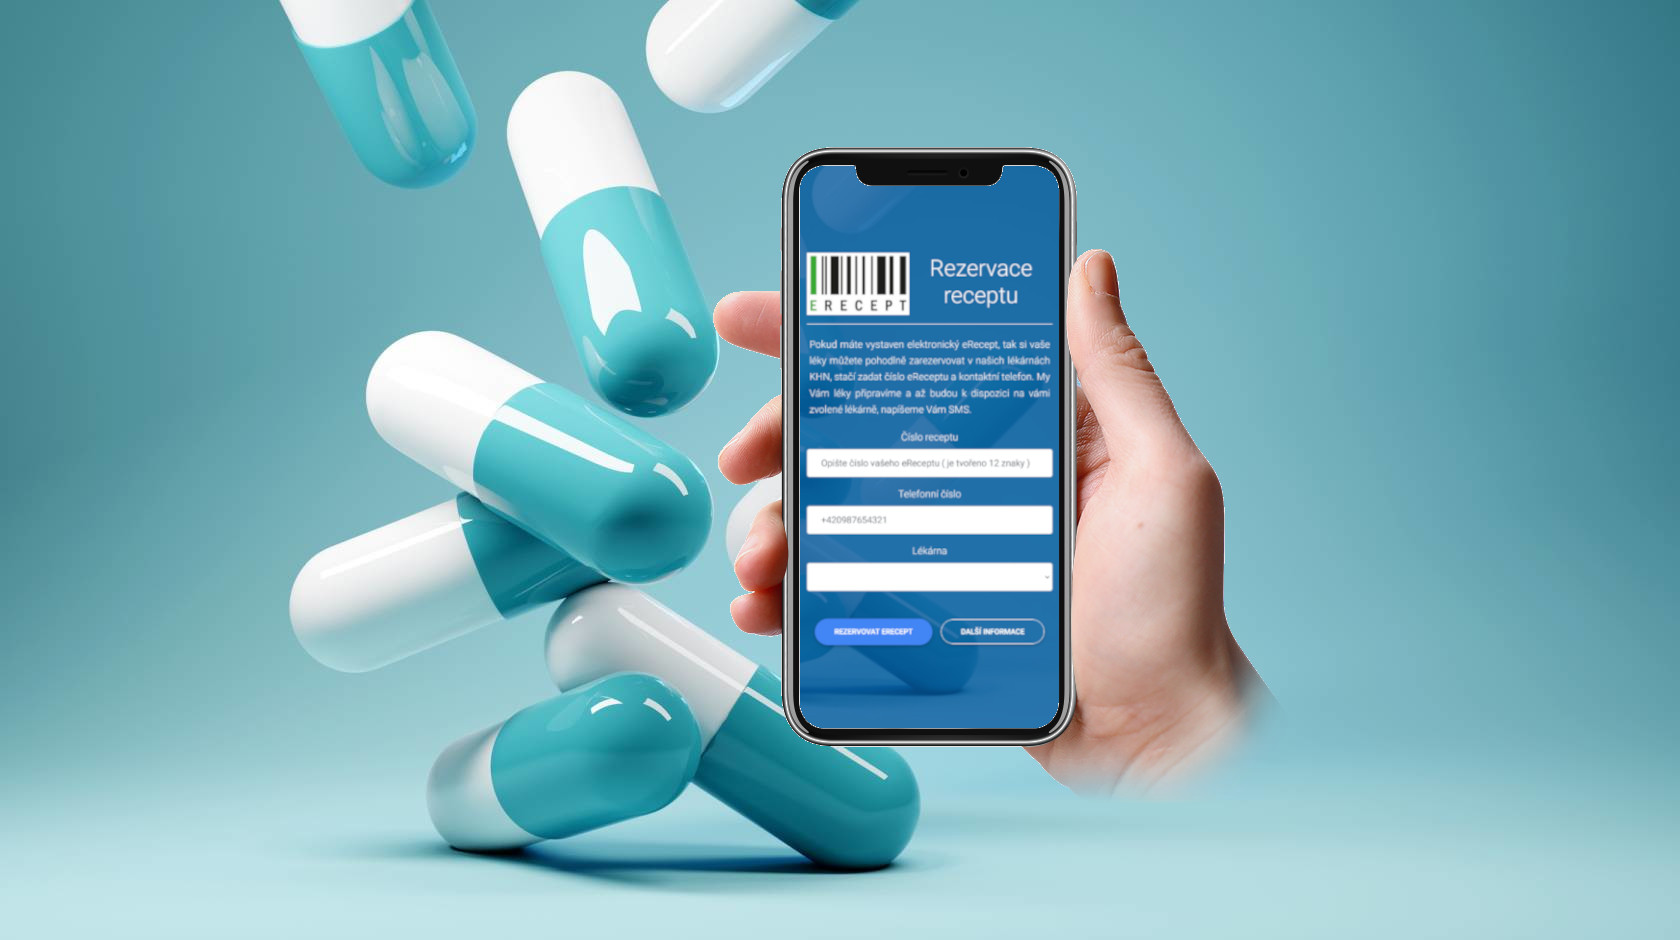 ERECEPT
Rezervace
receptu
Pokud máte vystaven elektronický eRecept, tak si vaše
léky můžete pohodlně zarezervovat v našich lékárnách
KHN, stačí zadat číslo eReceptu a kontaktní telefon. My
Vám léky připravíme a až budou k dispozici na vámi
zvolené lékárně, napíšeme Vám SMS.
Číslo receptu
Opište číslo vašeho eReceptu ( je tvořeno 12 znaky )
Telefonní číslo
+420987654321
Lékárna
REZERVOVAT ERECEPT
DALŠÍ INFORMACE